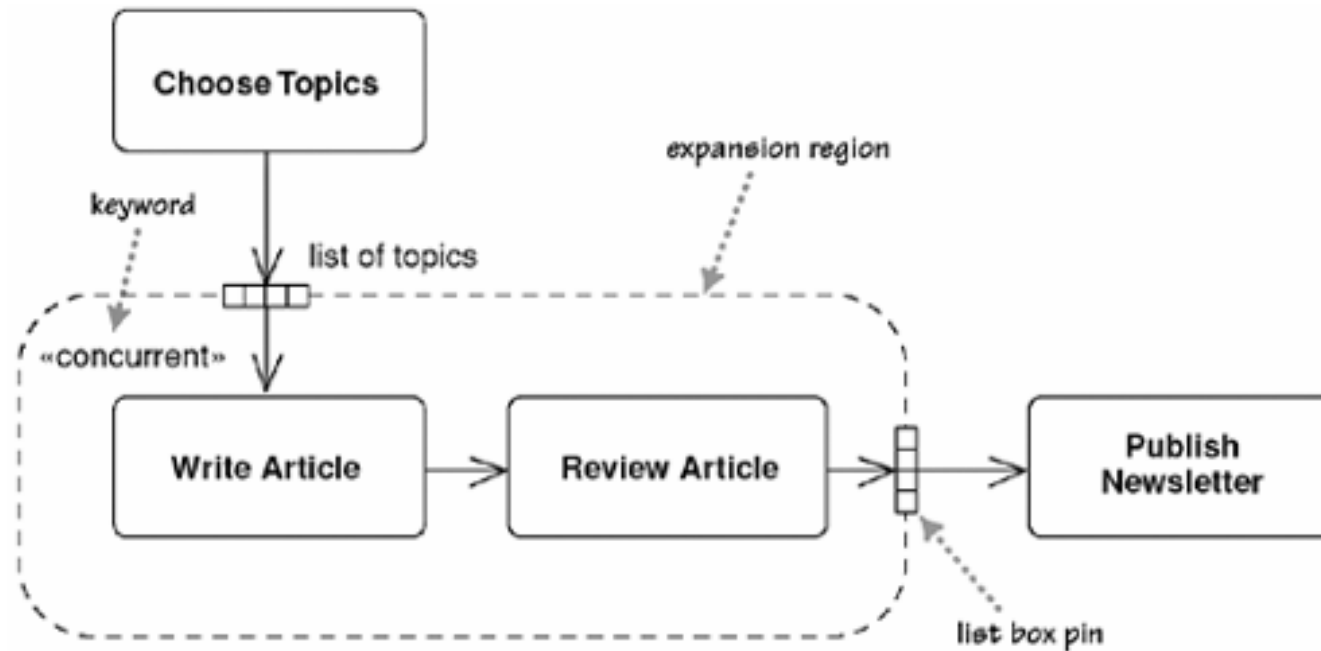 Choose Topics
expansion region
keyword
list of topics
«concurrent»
Write Article
Review Article
Publish
Newsletter
list box pin